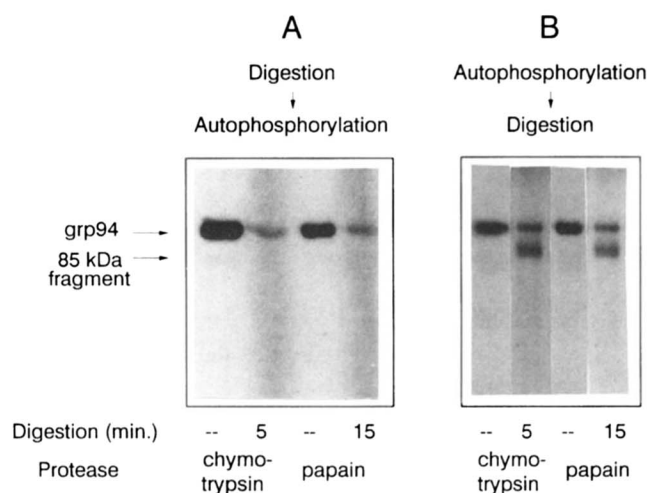 A
B
Digestion
Autophosphorylation
Autophosphorylation
Digestion
grp94
85 kDa
fragment
Digestion (min.) -- 5 -- 15 -- 5 -- 15
Protease chymo-
trypsin papain chymo-
trypsin papain